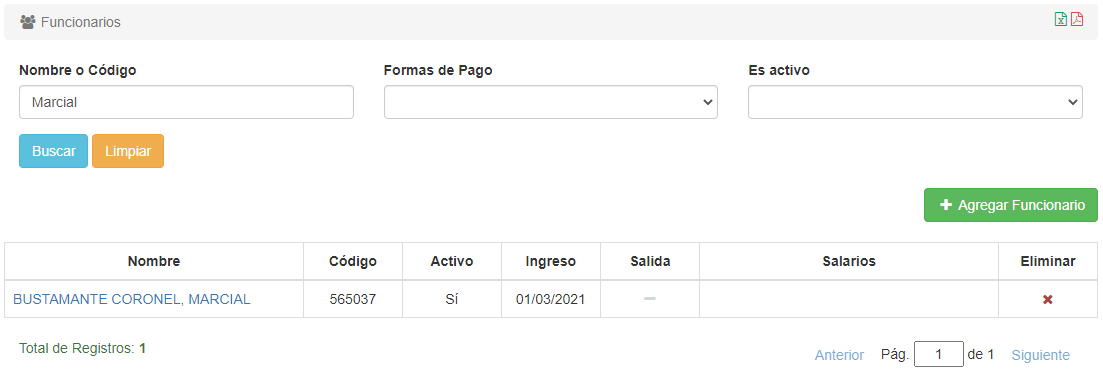 Funcionarios
Nombre o Código Formas de Pago Es activo
Marcial
Buscar Limpiar
Agregar Funcionario
Nombre Código Activo Ingreso Salida Salarios Eliminar
BUSTAMANTE CORONEL, MARCIAL 565037 Sí 01/03/2021
Total de Registros: 1
Anterior Pág. 1 de 1 Siguiente